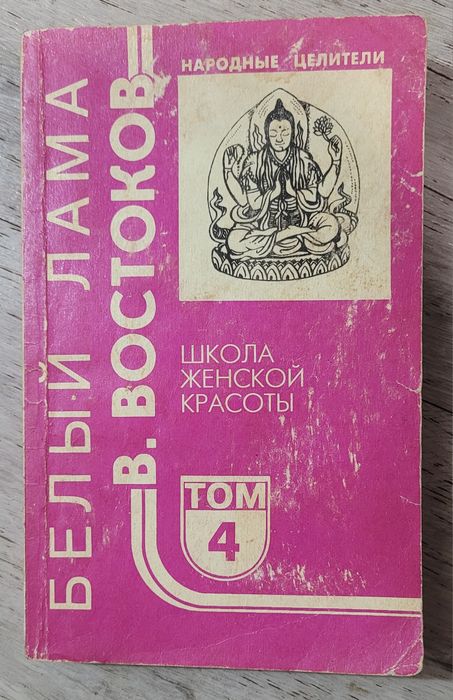 БЕЛЫЙ ЛАМА
В. ВОСТОКОВ
НАРОДНЫЕ ЦЕЛИТЕЛИ
ШКОЛА
ЖЕНСКОЙ
КРАСОТЫ
ТОМ
4